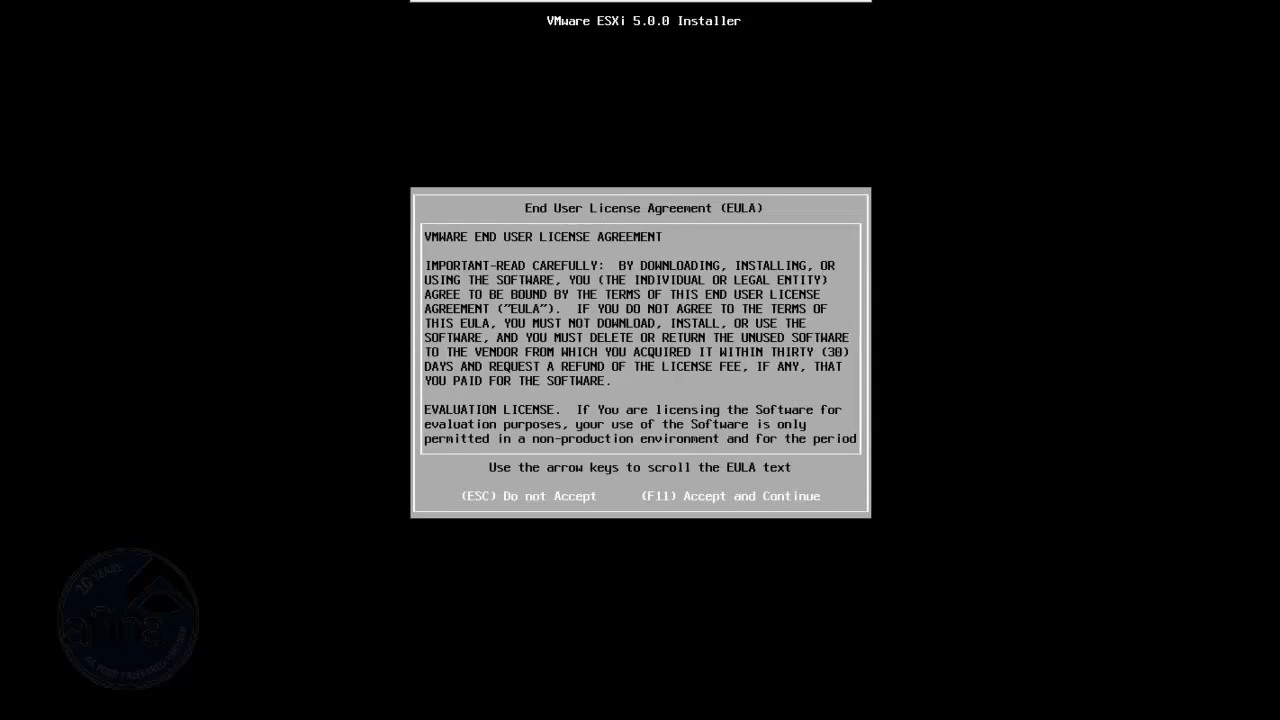 VMware ESXi 5.0.0 Installer
End User License Agreement (EULA)
VMWARE END USER LICENSE AGREEMENT
IMPORTANT-READ CAREFULLY:  BY DOWNLOADING, INSTALLING, OR
USING THE SOFTWARE, YOU (THE INDIVIDUAL OR LEGAL ENTITY)
AGREE TO BE BOUND BY THE TERMS OF THIS END USER LICENSE
AGREEMENT ("EULA").  IF YOU DO NOT AGREE TO THE TERMS OF
THIS EULA, YOU MUST NOT DOWNLOAD, INSTALL, OR USE THE
SOFTWARE, AND YOU MUST DELETE OR RETURN THE UNUSED SOFTWARE
TO THE VENDOR FROM WHICH YOU ACQUIRED IT WITHIN THIRTY (30)
DAYS AND REQUEST A REFUND OF THE LICENSE FEE, IF ANY, THAT
YOU PAID FOR THE SOFTWARE.
EVALUATION LICENSE.  If You are licensing the Software for
evaluation purposes, your use of the Software is only
permitted in a non-production environment and for the period
Use the arrow keys to scroll the EULA text
(ESC) Do not Accept (F11) Accept and Continue
20 YEARS
afina
AS YOUR PREFERRED PARTNER